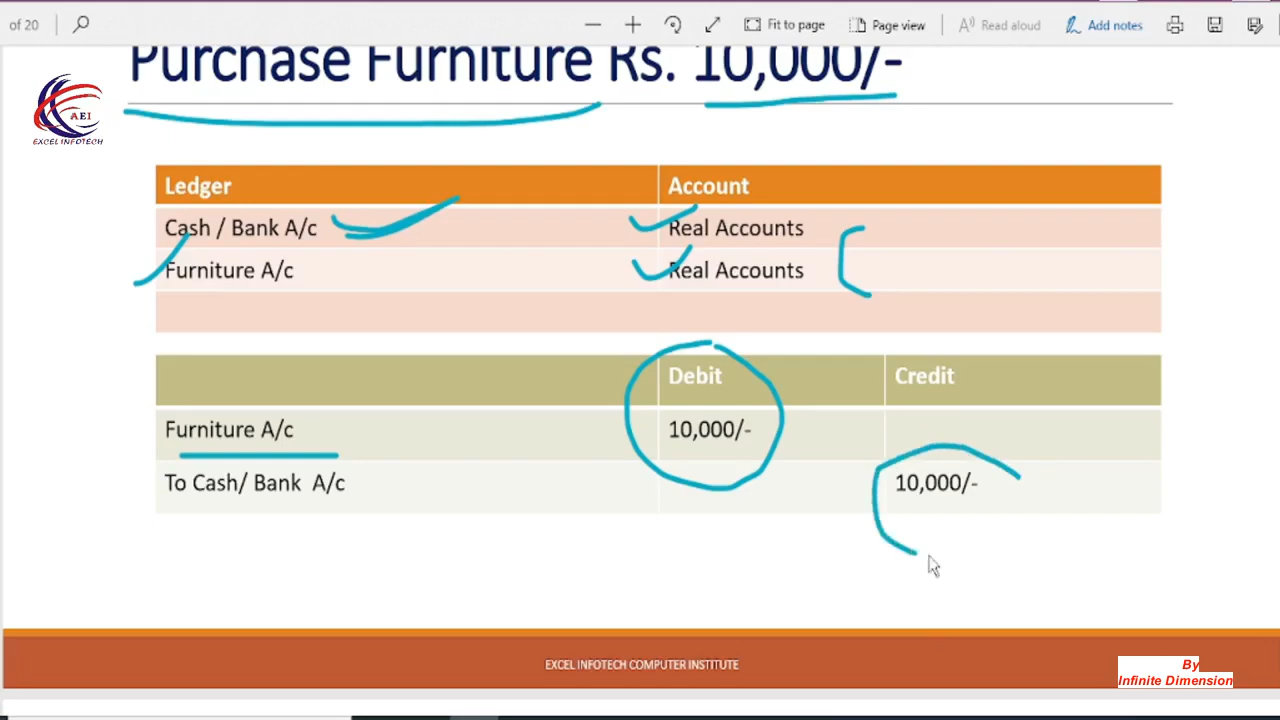 of 20 Fit to page Page view Read aloud Add notes
Purchase Furniture Rs. 10,000/-
AEI
EXCEL INFOTECH
Ledger Account
Cash / Bank A/c Real Accounts
Furniture A/c Real Accounts
Debit Credit
Furniture A/c 10,000/-
To Cash/ Bank A/c 10,000/-
EXCEL INFOTECH COMPUTER INSTITUTE
By
Infinite Dimension